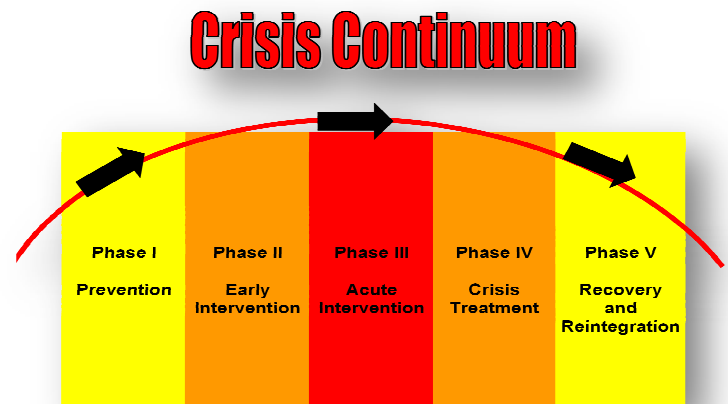 Crisis Continuum
Phase I
Prevention
Phase II
Early
Intervention
Phase III
Acute
Intervention
Phase IV
Crisis
Treatment
Phase V
Recovery
and
Reintegration